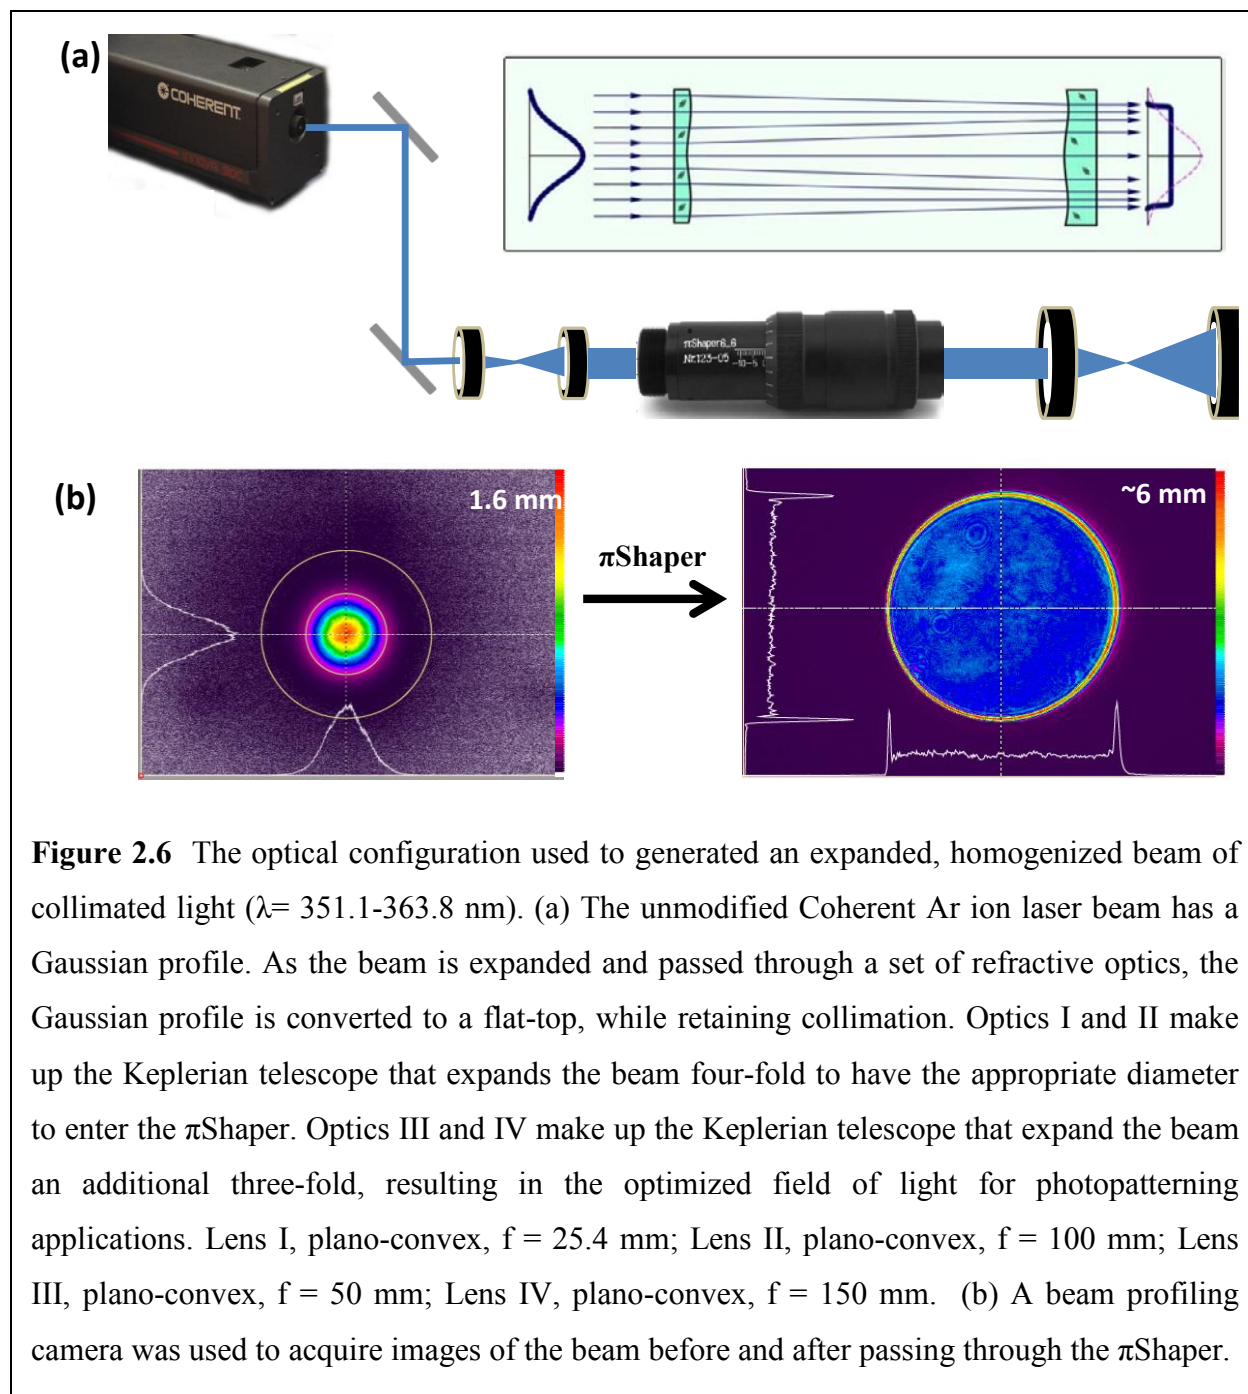 (a)
COHERENT
πShaper6_6
Nr.123-05
-10-5 0
(b)
1.6 mm
πShaper
~6 mm
Figure 2.6 The optical configuration used to generated an expanded, homogenized beam of
collimated light (λ= 351.1-363.8 nm). (a) The unmodified Coherent Ar ion laser beam has a
Gaussian profile. As the beam is expanded and passed through a set of refractive optics, the
Gaussian profile is converted to a flat-top, while retaining collimation. Optics I and II make
up the Keplerian telescope that expands the beam four-fold to have the appropriate diameter
to enter the πShaper. Optics III and IV make up the Keplerian telescope that expand the beam
an additional three-fold, resulting in the optimized field of light for photopatterning
applications. Lens I, plano-convex, f = 25.4 mm; Lens II, plano-convex, f = 100 mm; Lens
III, plano-convex, f = 50 mm; Lens IV, plano-convex, f = 150 mm. (b) A beam profiling
camera was used to acquire images of the beam before and after passing through the πShaper.